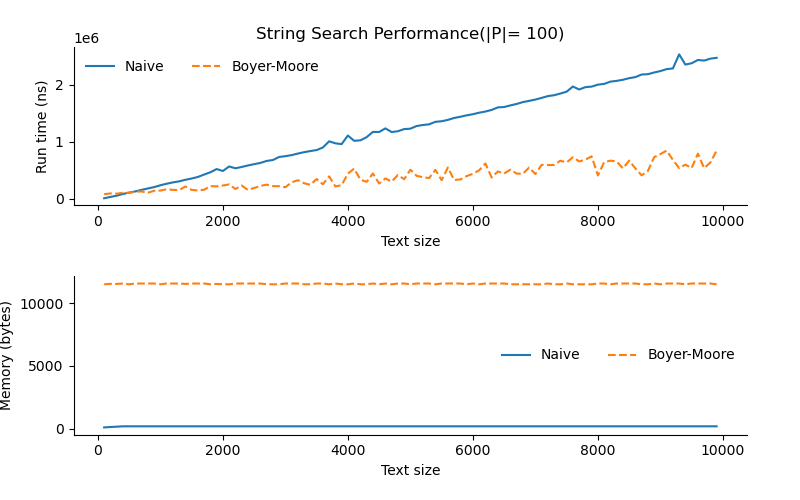 String Search Performance(|P|= 100)
1e6
Naive
Boyer-Moore
Run time (ns)
2
1
0
0 2000 4000 6000 8000 10000
Text size
Memory (bytes)
10000
5000
0
Naive
Boyer-Moore
0 2000 4000 6000 8000 10000
Text size